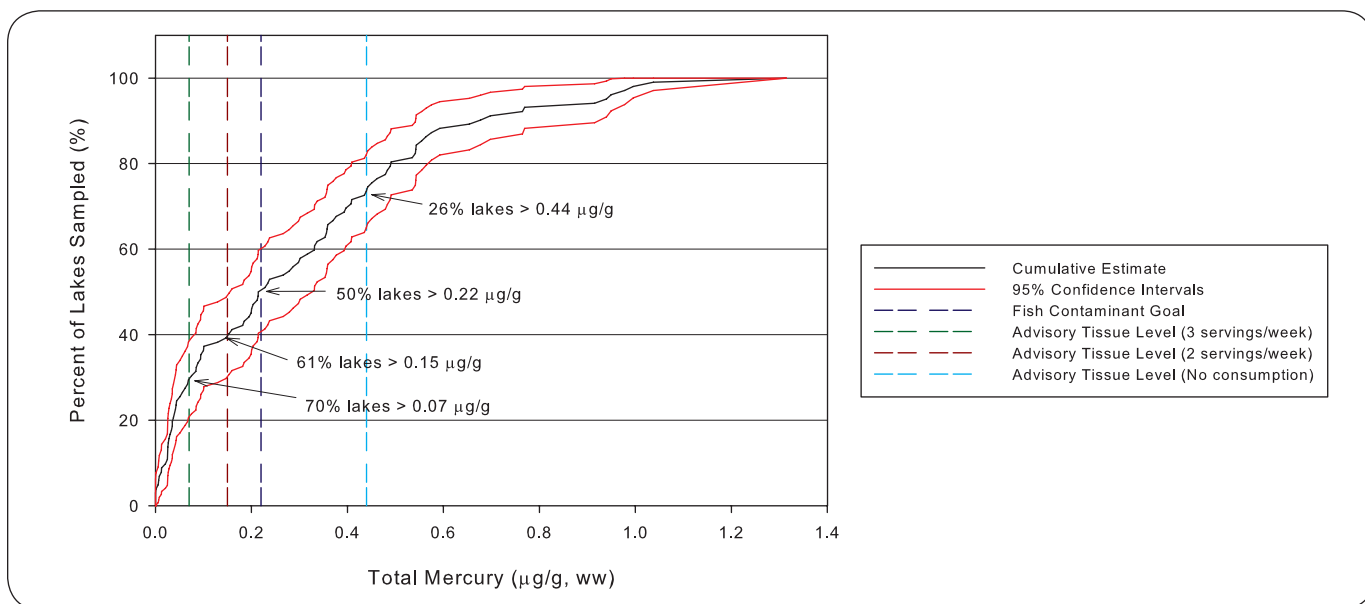 Percent of Lakes Sampled (%)
100
80
60
40
20
0
26% lakes > 0.44 μg/g
50% lakes > 0.22 μg/g
61% lakes > 0.15 μg/g
70% lakes > 0.07 μg/g
0.0 0.2 0.4 0.6 0.8 1.0 1.2 1.4
Total Mercury (μg/g, ww)
Cumulative Estimate
95% Confidence Intervals
Fish Contaminant Goal
Advisory Tissue Level (3 servings/week)
Advisory Tissue Level (2 servings/week)
Advisory Tissue Level (No consumption)